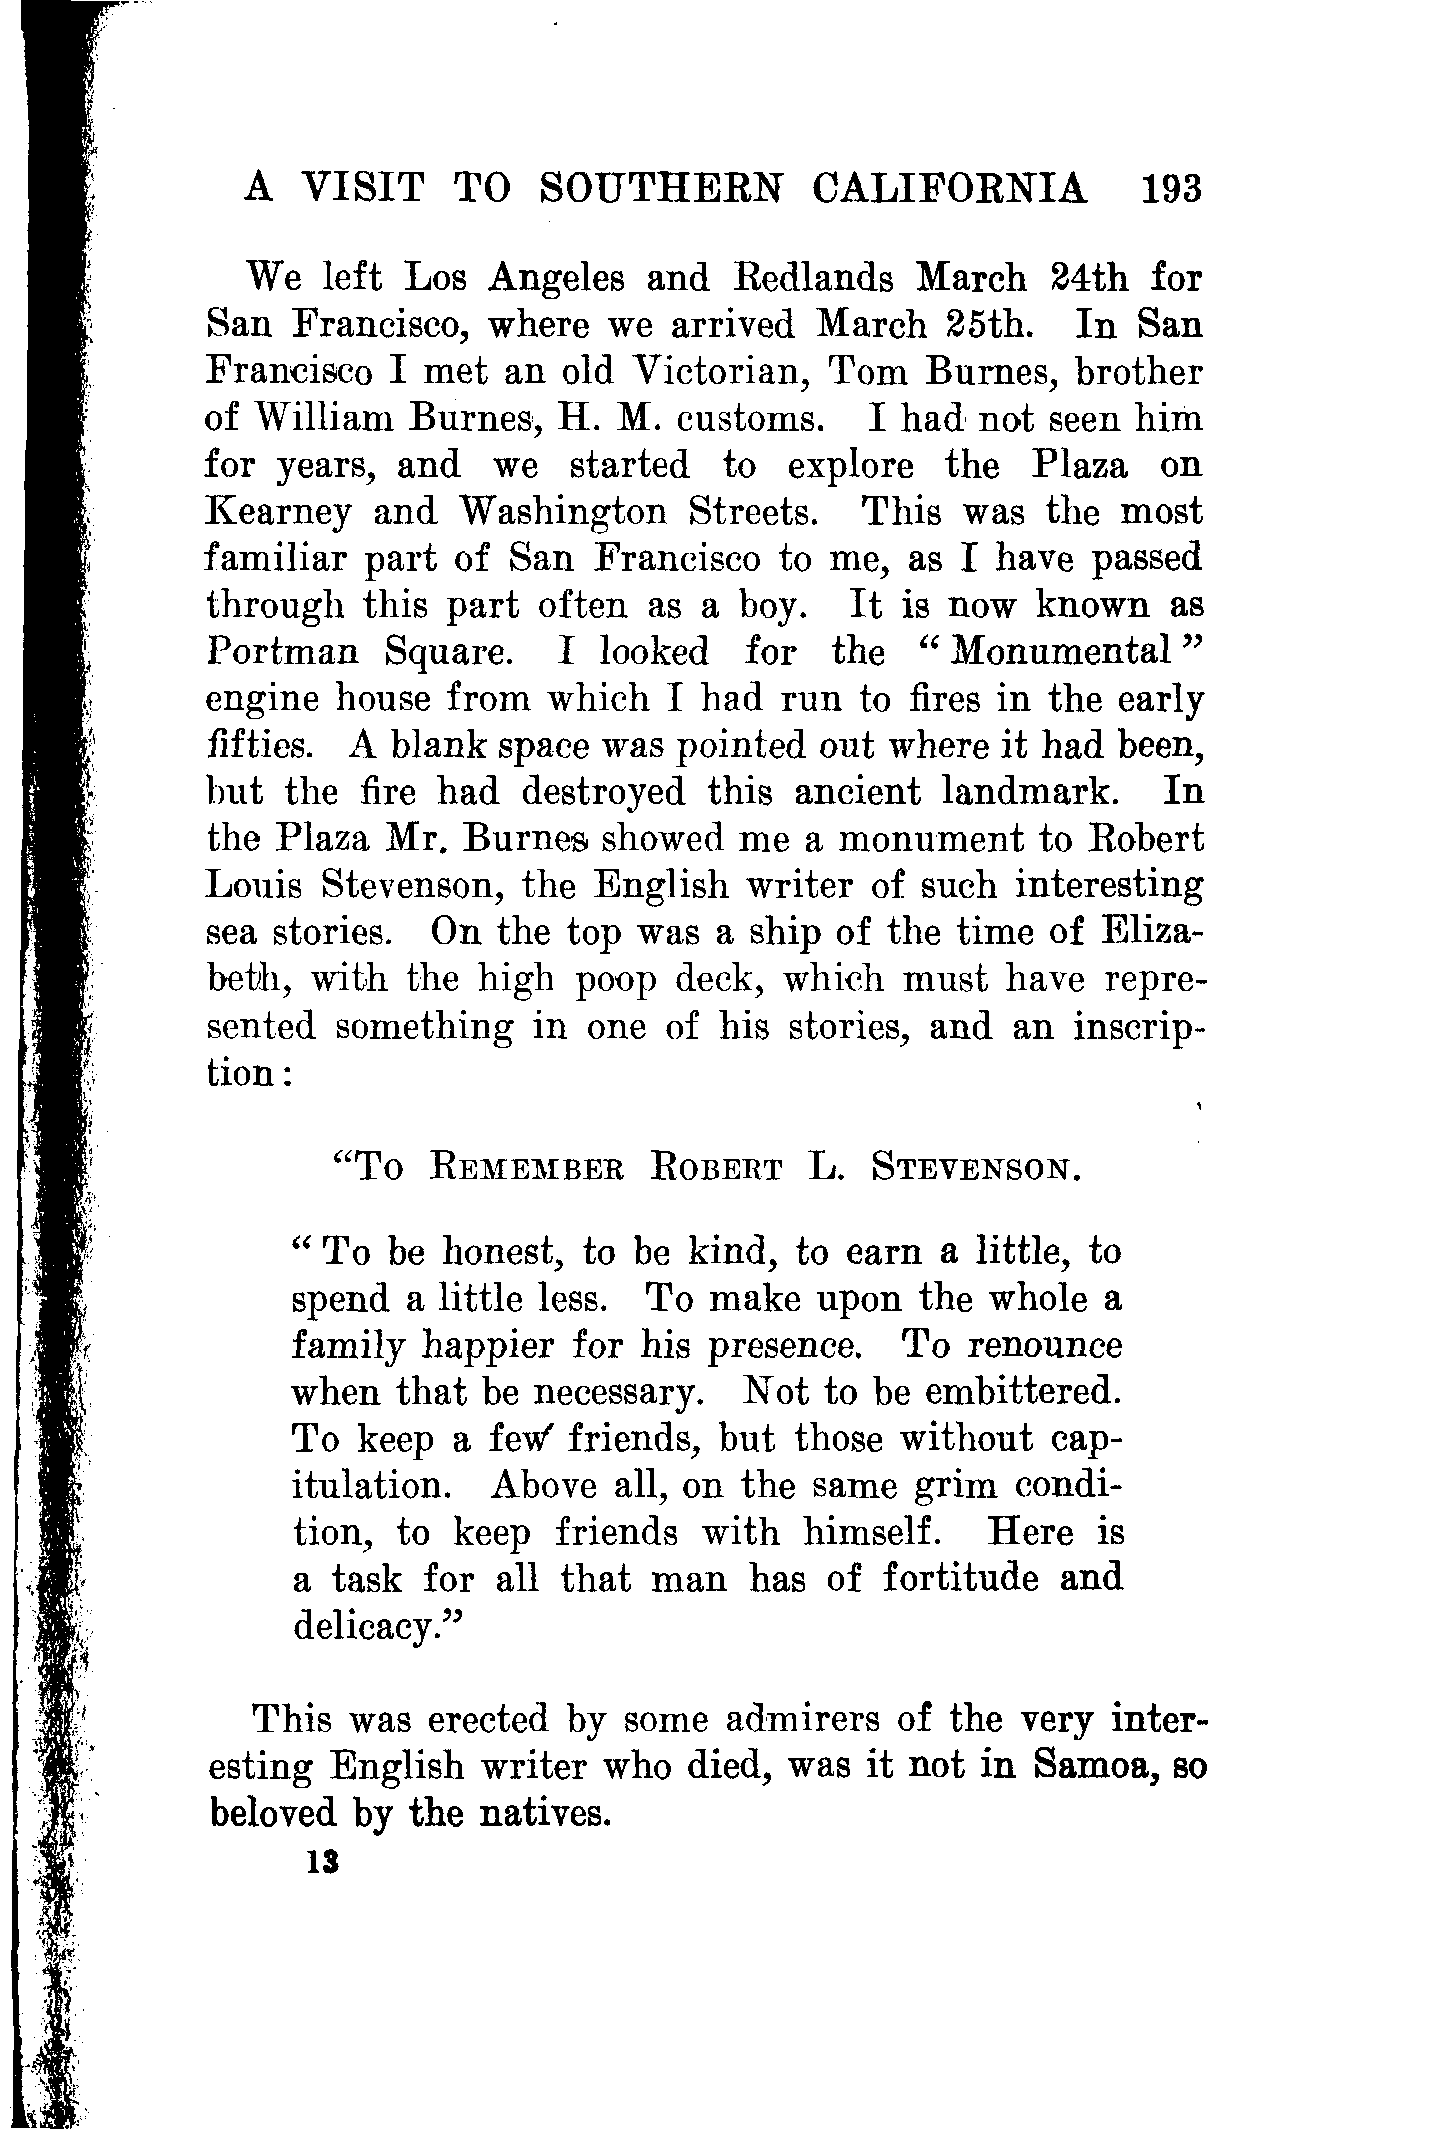 A VISIT TO SOUTHERN CALIFORNIA 193
We left Los Angeles and Redlands March 24th for
San Francisco, where we arrived March 25th. In San
Francisco I met an old Victorian, Tom Burnes, brother
of William Burnes, H. M. customs. I had not seen him
for years, and we started to explore the Plaza on
Kearney and Washington Streets. This was the most
familiar part of San Francisco to me, as I have passed
through this part often as a boy. It is now known as
Portman Square. I looked for the “Monumental”
engine house from which I had run to fires in the early
fifties. A blank space was pointed out where it had been,
but the fire had destroyed this ancient landmark. In
the Plaza Mr. Burnes showed me a monument to Robert
Louis Stevenson, the English writer of such interesting
sea stories. On the top was a ship of the time of Eliza-
beth, with the high poop deck, which must have repre-
sented something in one of his stories, and an inscrip-
tion:
“To Remember Robert L. Stevenson.
“To be honest, to be kind, to earn a little, to
spend a little less. To make upon the whole a
family happier for his presence. To renounce
when that be necessary. Not to be embittered.
To keep a few friends, but those without cap-
itulation. Above all, on the same grim condi-
tion, to keep friends with himself. Here is
a task for all that man has of fortitude and
delicacy.”
This was erected by some admirers of the very inter-
esting English writer who died, was it not in Samoa, so
beloved by the natives.
13